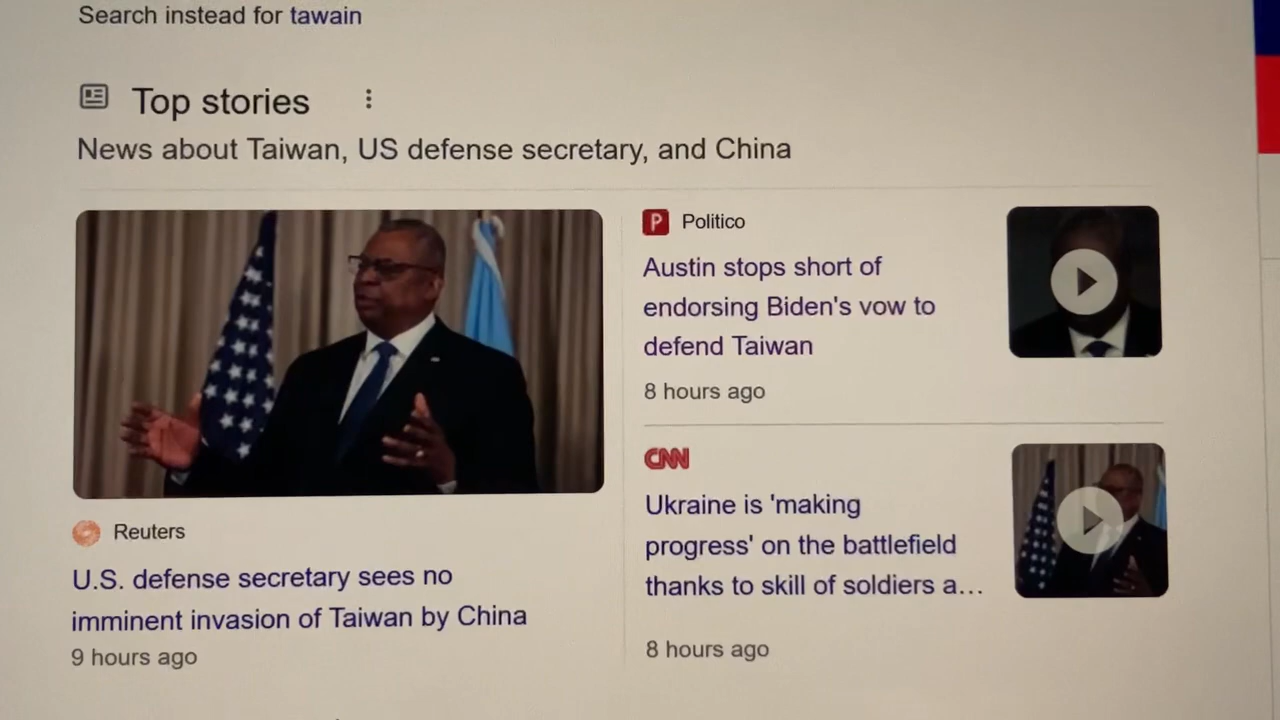 Search instead for tawain
Top stories
News about Taiwan, US defense secretary, and China
Reuters
U.S. defense secretary sees no
imminent invasion of Taiwan by China
9 hours ago
P Politico
Austin stops short of
endorsing Biden's vow to
defend Taiwan
8 hours ago
CNN
Ukraine is 'making
progress' on the battlefield
thanks to skill of soldiers a...
8 hours ago